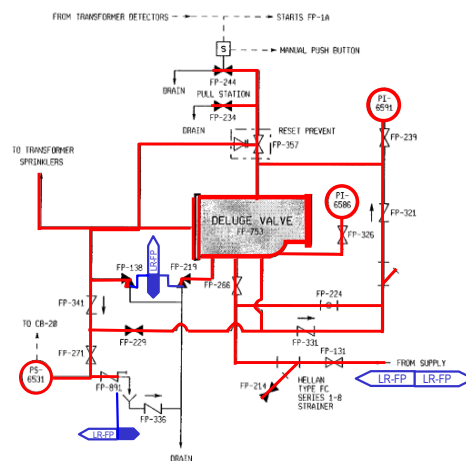 FROM TRANSFORMER DETECTORS
STARTS FP-1A
S
MANUAL PUSH BUTTON
FP-244
DRAIN
PULL STATION
FP-234
DRAIN
RESET PREVENT
FP-357
PI-
6591
FP-239
TO TRANSFORMER
SPRINKLERS
PI-
6586
FP-321
DELUGE VALVE
FP-753
FP-326
LR-FP
FP-138
FP-219
FP-266
FP-224
FP-341
TO CB-20
FP-229
FP-331
FP-271
FP-131
FROM SUPPLY
PS-
6531
FP-891
FP-214
HELLAN
TYPE FC
SERIES 1-8
STRAINER
LR-FP
LR-FP
FP-336
LR-FP
DRAIN